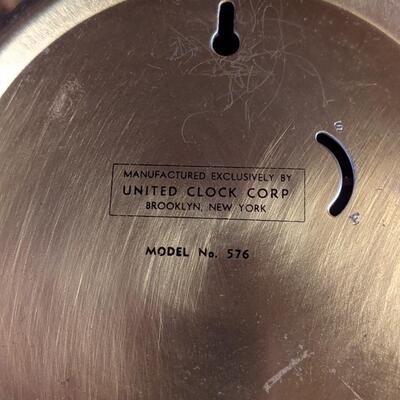 S
MANUFACTURED EXCLUSIVELY BY
UNITED CLOCK CORP
BROOKLYN, NEW YORK
MODEL No. 576